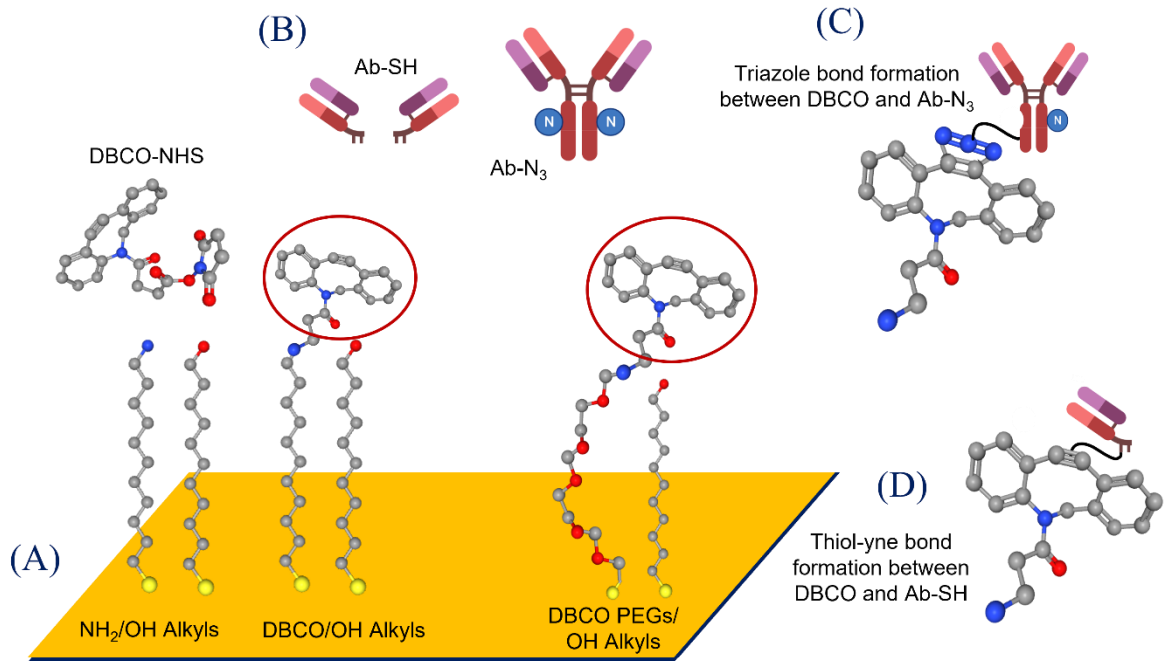 (B)
Ab-SH
N
N
Ab-N₃
(C)
Triazole bond formation
between DBCO and Ab-N₃
N
DBCO-NHS
(A)
NH₂/OH Alkyls
DBCO/OH Alkyls
DBCO PEGs/
OH Alkyls
(D)
Thiol-yne bond
formation between
DBCO and Ab-SH